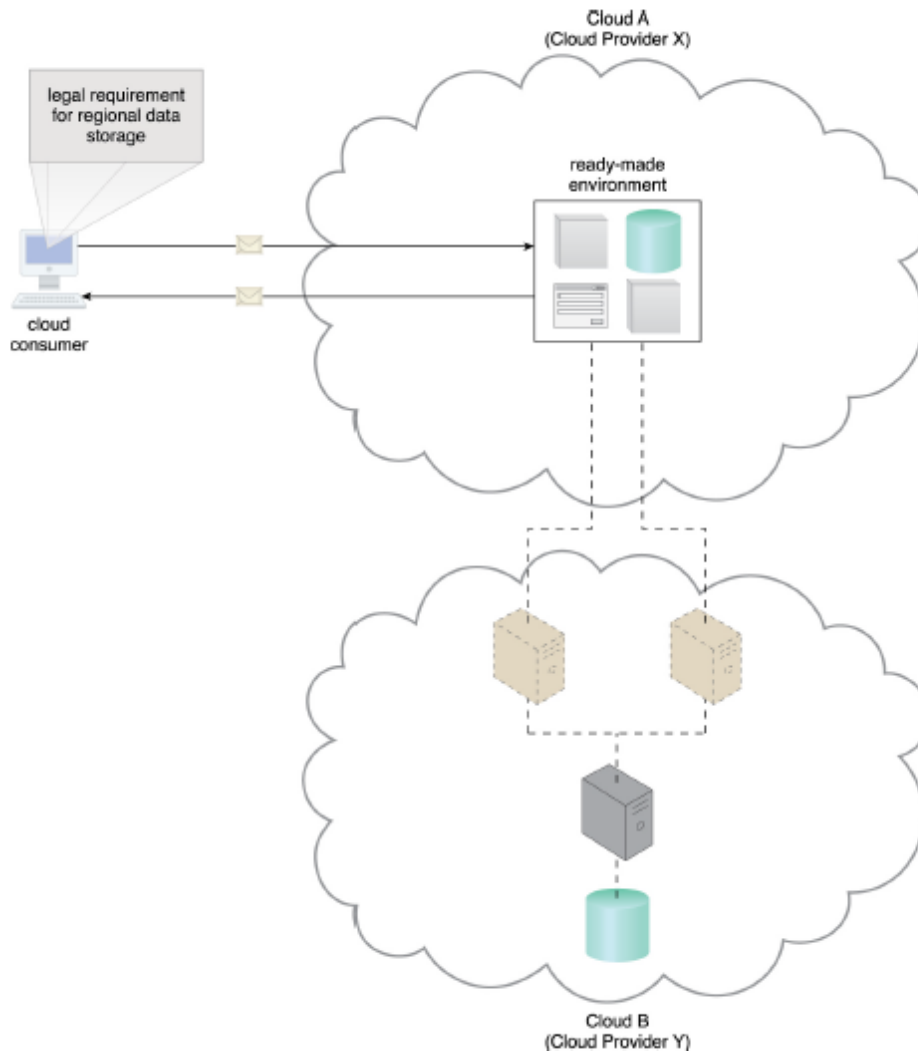 Cloud A
(Cloud Provider X)
legal requirement
for regional data
storage
ready-made
environment
cloud
consumer
Cloud B
(Cloud Provider Y)